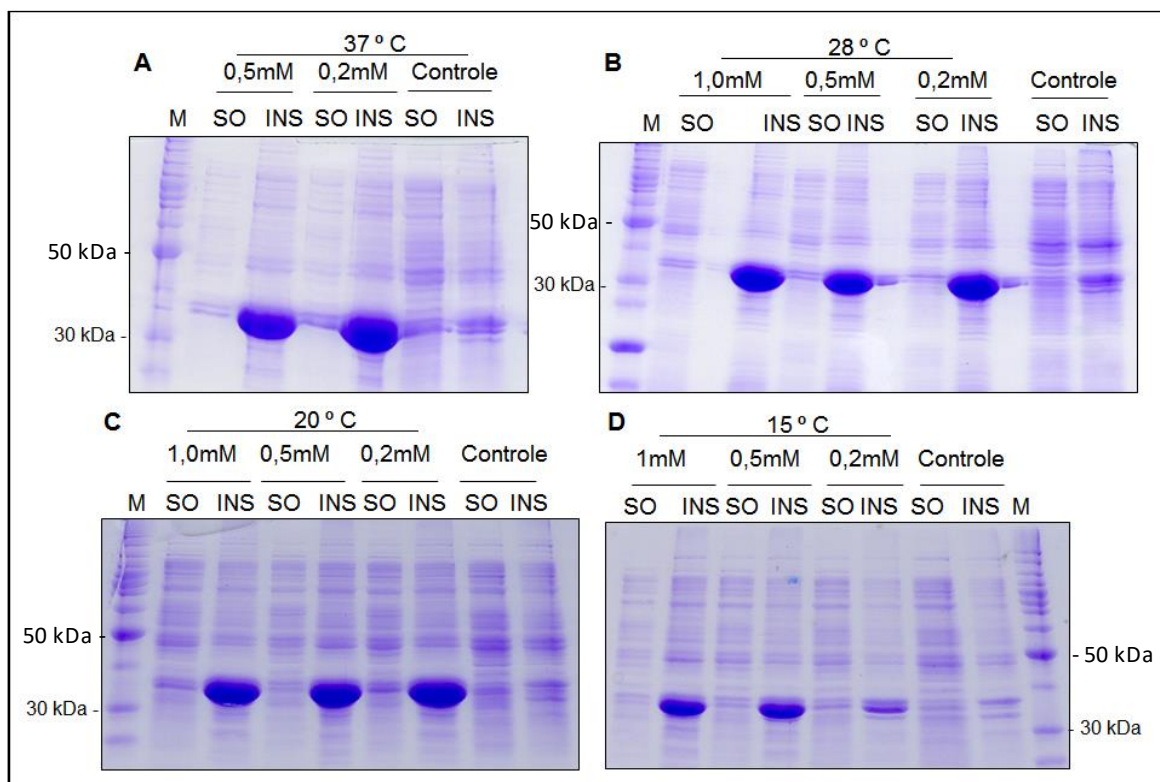 A
37 º C
0,5mM 0,2mM Controle
M SO INS SO INS SO INS
50 kDa -
30 kDa -
B
28 º C
1,0mM 0,5mM 0,2mM Controle
M SO INS SO INS SO INS SO INS
50 kDa -
30 kDa -
C
20 º C
1,0mM 0,5mM 0,2mM Controle
M SO INS SO INS SO INS SO INS
50 kDa -
30 kDa -
D
15 º C
1mM 0,5mM 0,2mM Controle
SO INS SO INS SO INS SO INS M
- 50 kDa
- 30 kDa